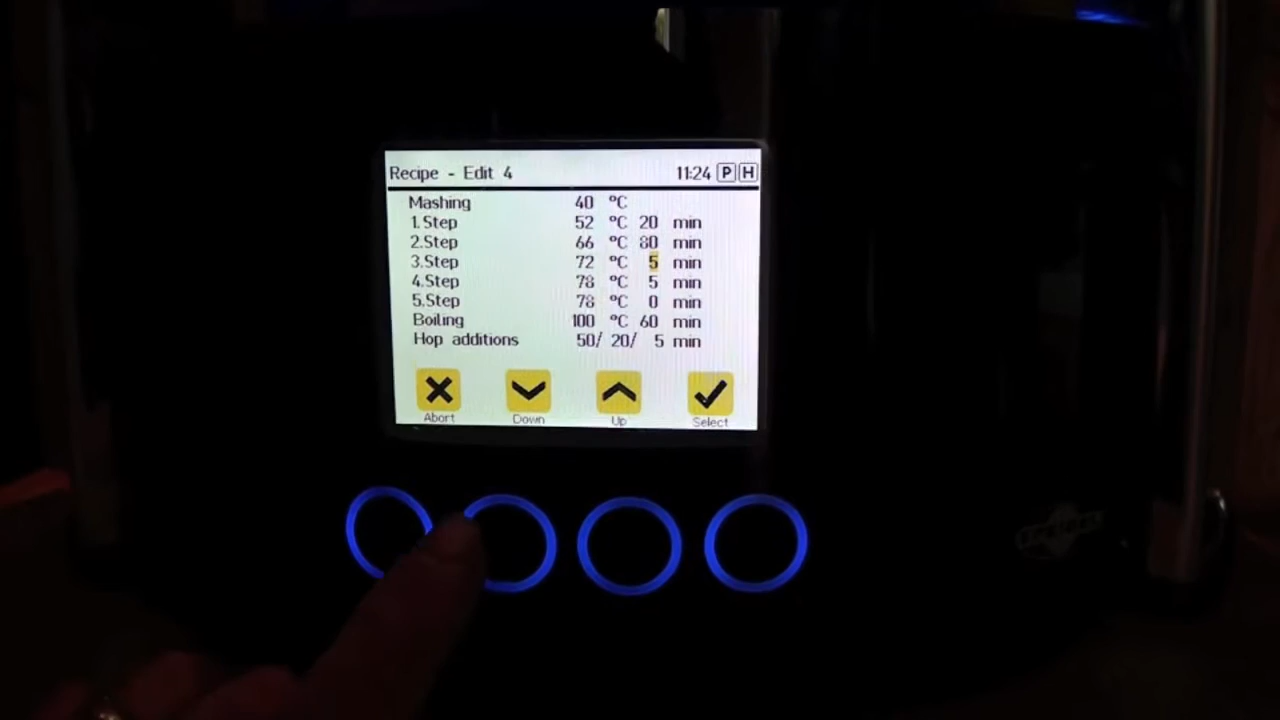 Recipe - Edit 4 11:24 P H
Mashing 40 °C
1.Step 52 °C 20 min
2.Step 66 °C 80 min
3.Step 72 °C 5 min
4.Step 78 °C 5 min
5.Step 78 °C 0 min
Boiling 100 °C 60 min
Hop additions 50/ 20/ 5 min
Abort Down Up Select